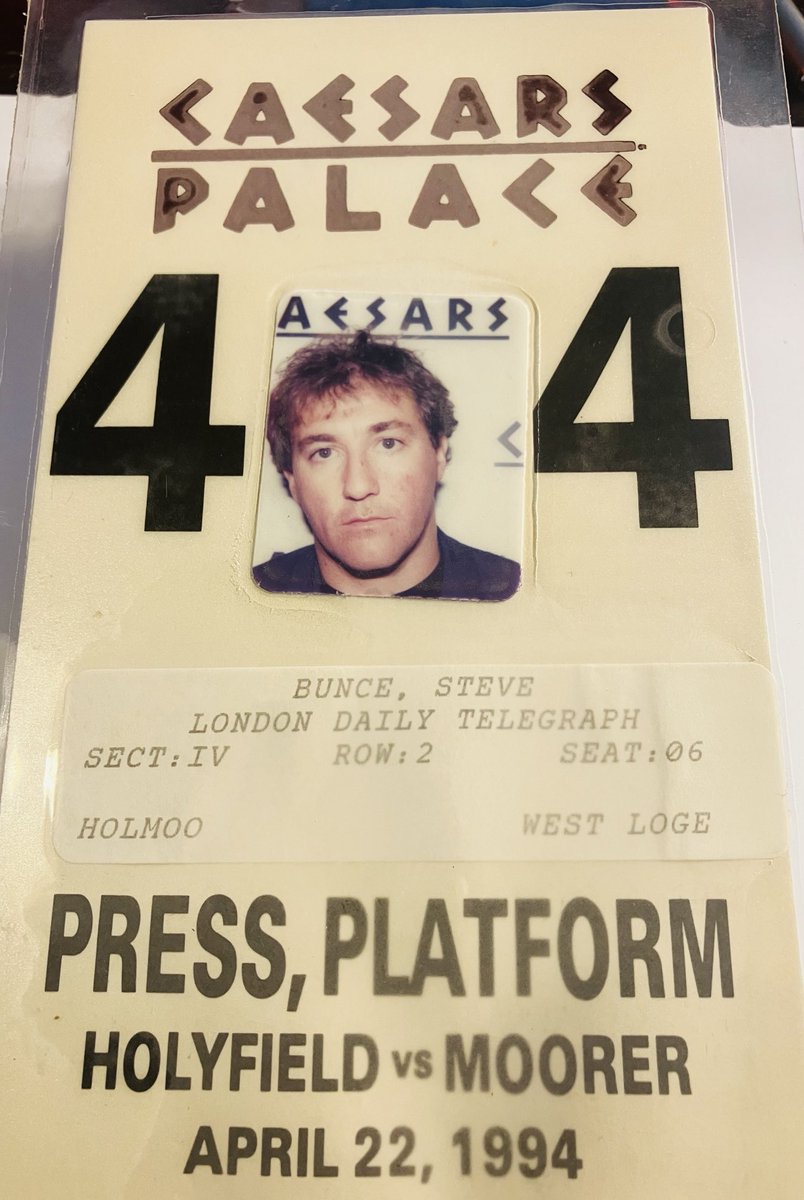 CAESARS
PALACE
4 4
AESARS
C
BUNCE, STEVE
LONDON DAILY TELEGRAPH
SECT:IV ROW:2 SEAT:06
HOLMOO WEST LOGE
PRESS, PLATFORM
HOLYFIELD vs MOORER
APRIL 22, 1994